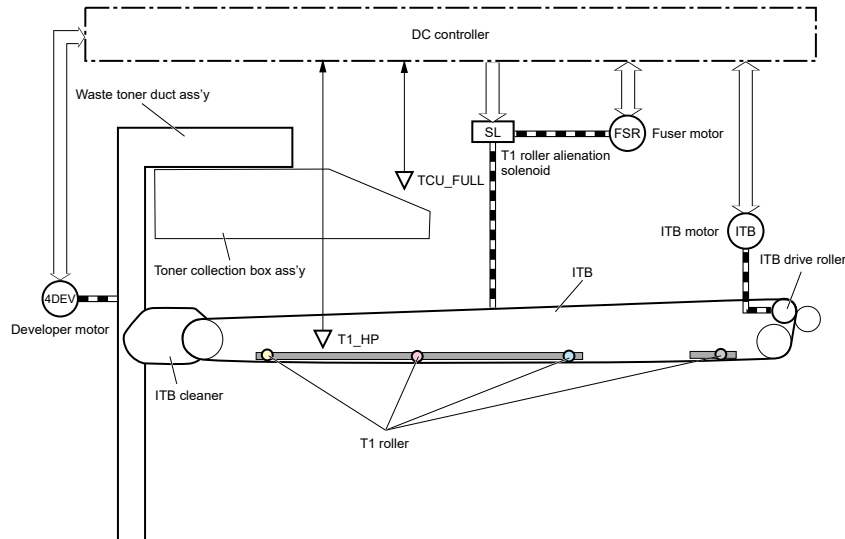 DC controller
Waste toner duct ass'y
SL
FSR
Fuser motor
T1 roller alienation
solenoid
TCU_FULL
ITB motor
ITB
ITB drive roller
Toner collection box ass'y
ITB
4DEV
Developer motor
T1_HP
ITB cleaner
T1 roller